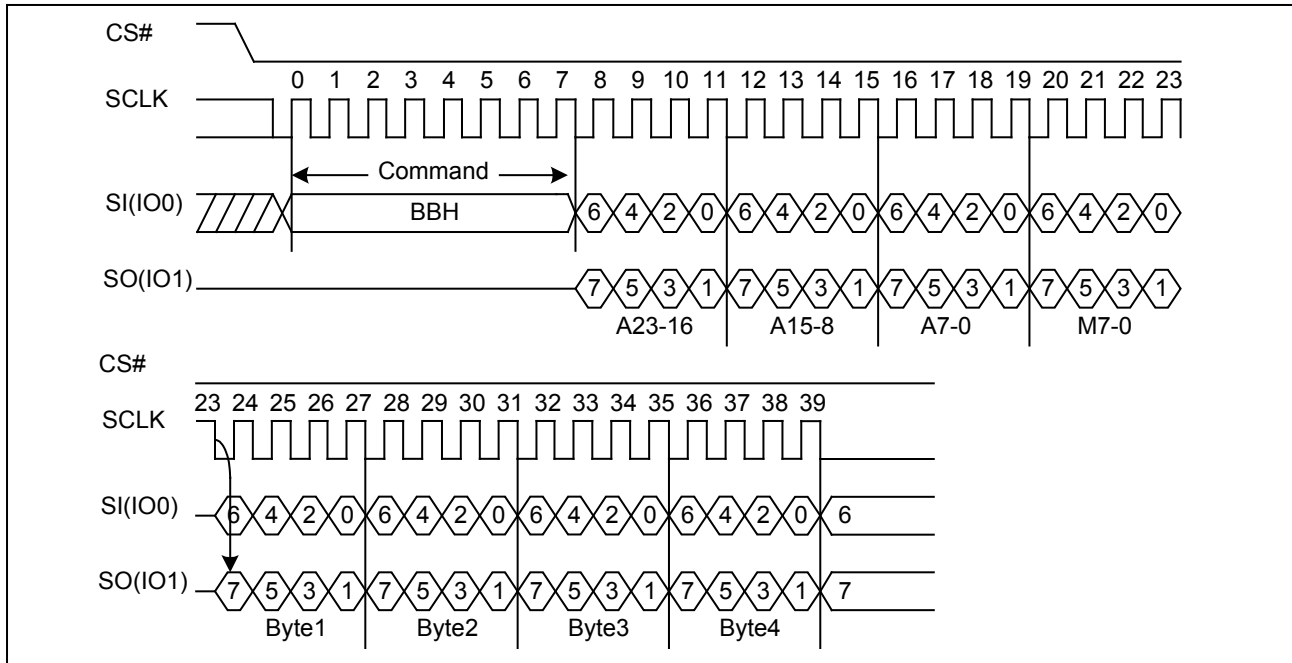 CS#
0 1 2 3 4 5 6 7 8 9 10 11 12 13 14 15 16 17 18 19 20 21 22 23
SCLK
Command
SI(IO0) BBH 6 4 2 0 6 4 2 0 6 4 2 0 6 4 2 0
SO(IO1) 7 5 3 1 7 5 3 1 7 5 3 1 7 5 3 1
A23-16 A15-8 A7-0 M7-0
CS#
23 24 25 26 27 28 29 30 31 32 33 34 35 36 37 38 39
SCLK
SI(IO0) 6 4 2 0 6 4 2 0 6 4 2 0 6 4 2 0 6
SO(IO1) 7 5 3 1 7 5 3 1 7 5 3 1 7 5 3 1 7
Byte1 Byte2 Byte3 Byte4